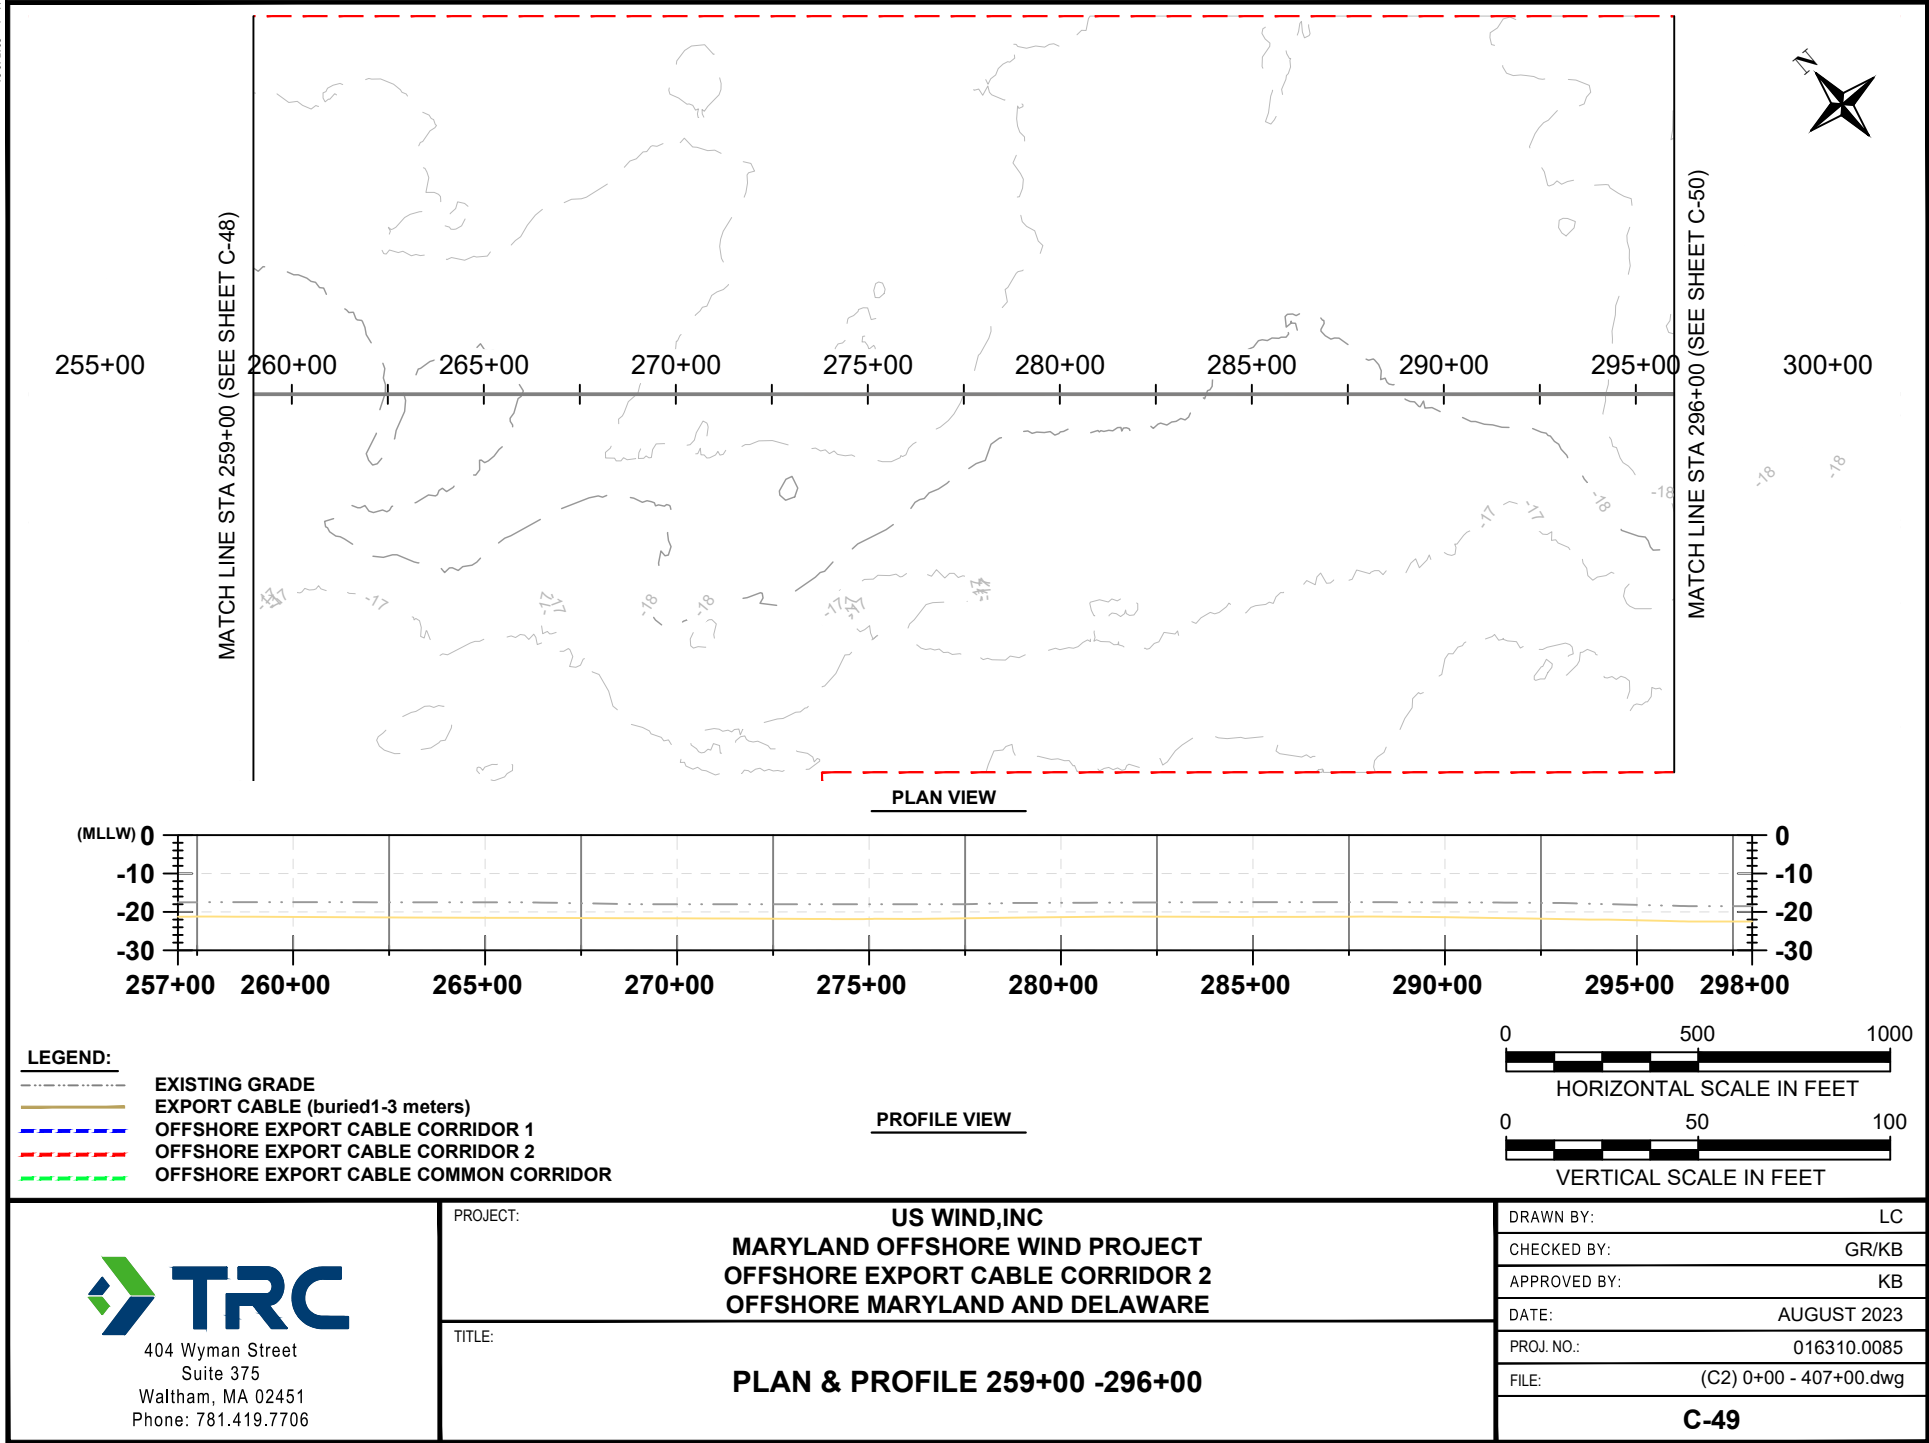 N
MATCH LINE STA 259+00 (SEE SHEET C-48)
MATCH LINE STA 296+00 (SEE SHEET C-50)
255+00 260+00 265+00 270+00 275+00 280+00 285+00 290+00 295+00 300+00
-18 -18
-17 -17 -18 -18
-17 -17 -18 -18 -17
PLAN VIEW
(MLLW) 0 0
-10 -10
-20 -20
-30 -30
257+00 260+00 265+00 270+00 275+00 280+00 285+00 290+00 295+00 298+00
0 500 1000
HORIZONTAL SCALE IN FEET
0 50 100
VERTICAL SCALE IN FEET
LEGEND:
EXISTING GRADE
EXPORT CABLE (buried1-3 meters)
OFFSHORE EXPORT CABLE CORRIDOR 1
OFFSHORE EXPORT CABLE CORRIDOR 2
OFFSHORE EXPORT CABLE COMMON CORRIDOR
PROFILE VIEW
TRC
404 Wyman Street
Suite 375
Waltham, MA 02451
Phone: 781.419.7706
PROJECT:
US WIND,INC
MARYLAND OFFSHORE WIND PROJECT
OFFSHORE EXPORT CABLE CORRIDOR 2
OFFSHORE MARYLAND AND DELAWARE
TITLE:
PLAN & PROFILE 259+00 -296+00
DRAWN BY: LC
CHECKED BY: GR/KB
APPROVED BY: KB
DATE: AUGUST 2023
PROJ. NO.: 016310.0085
FILE: (C2) 0+00 - 407+00.dwg
C-49